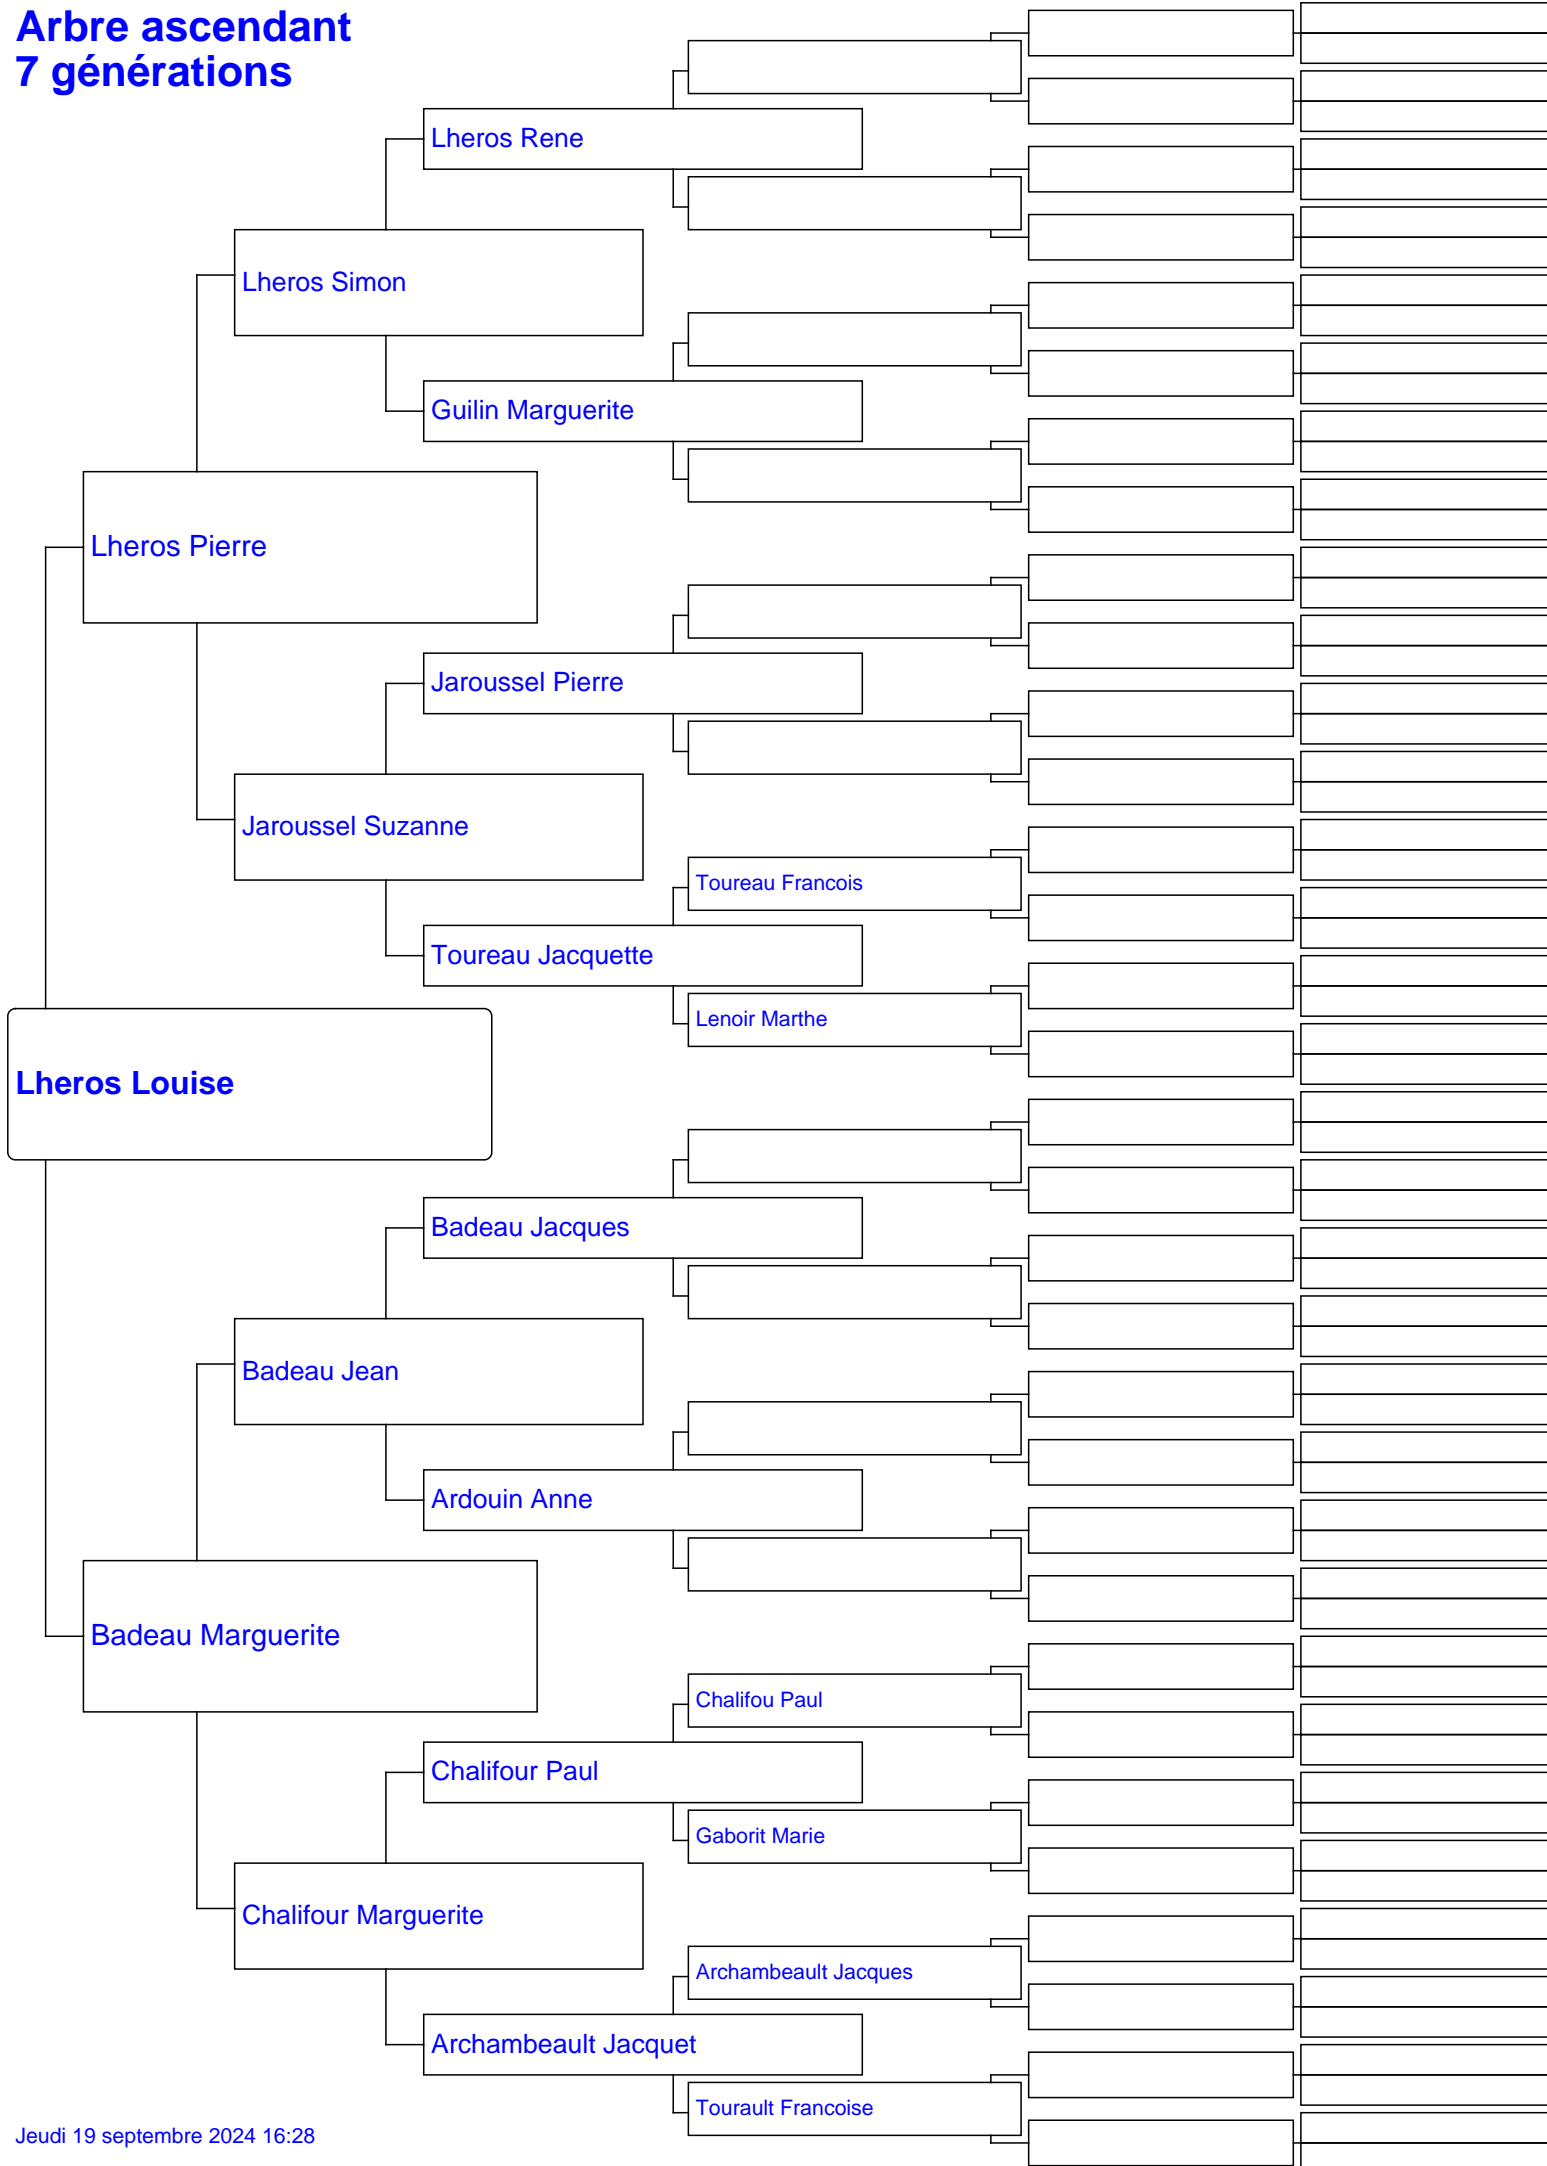 Arbre ascendant
7 générations
Lheros Rene
Lheros Simon
Guilin Marguerite
Lheros Pierre
Jaroussel Pierre
Jaroussel Suzanne
Toureau Francois
Toureau Jacquette
Lenoir Marthe
Lheros Louise
Badeau Jacques
Badeau Jean
Ardouin Anne
Badeau Marguerite
Chalifou Paul
Chalifour Paul
Gaborit Marie
Chalifour Marguerite
Archambeault Jacques
Archambeault Jacquet
Tourault Francoise
Jeudi 19 septembre 2024 16:28